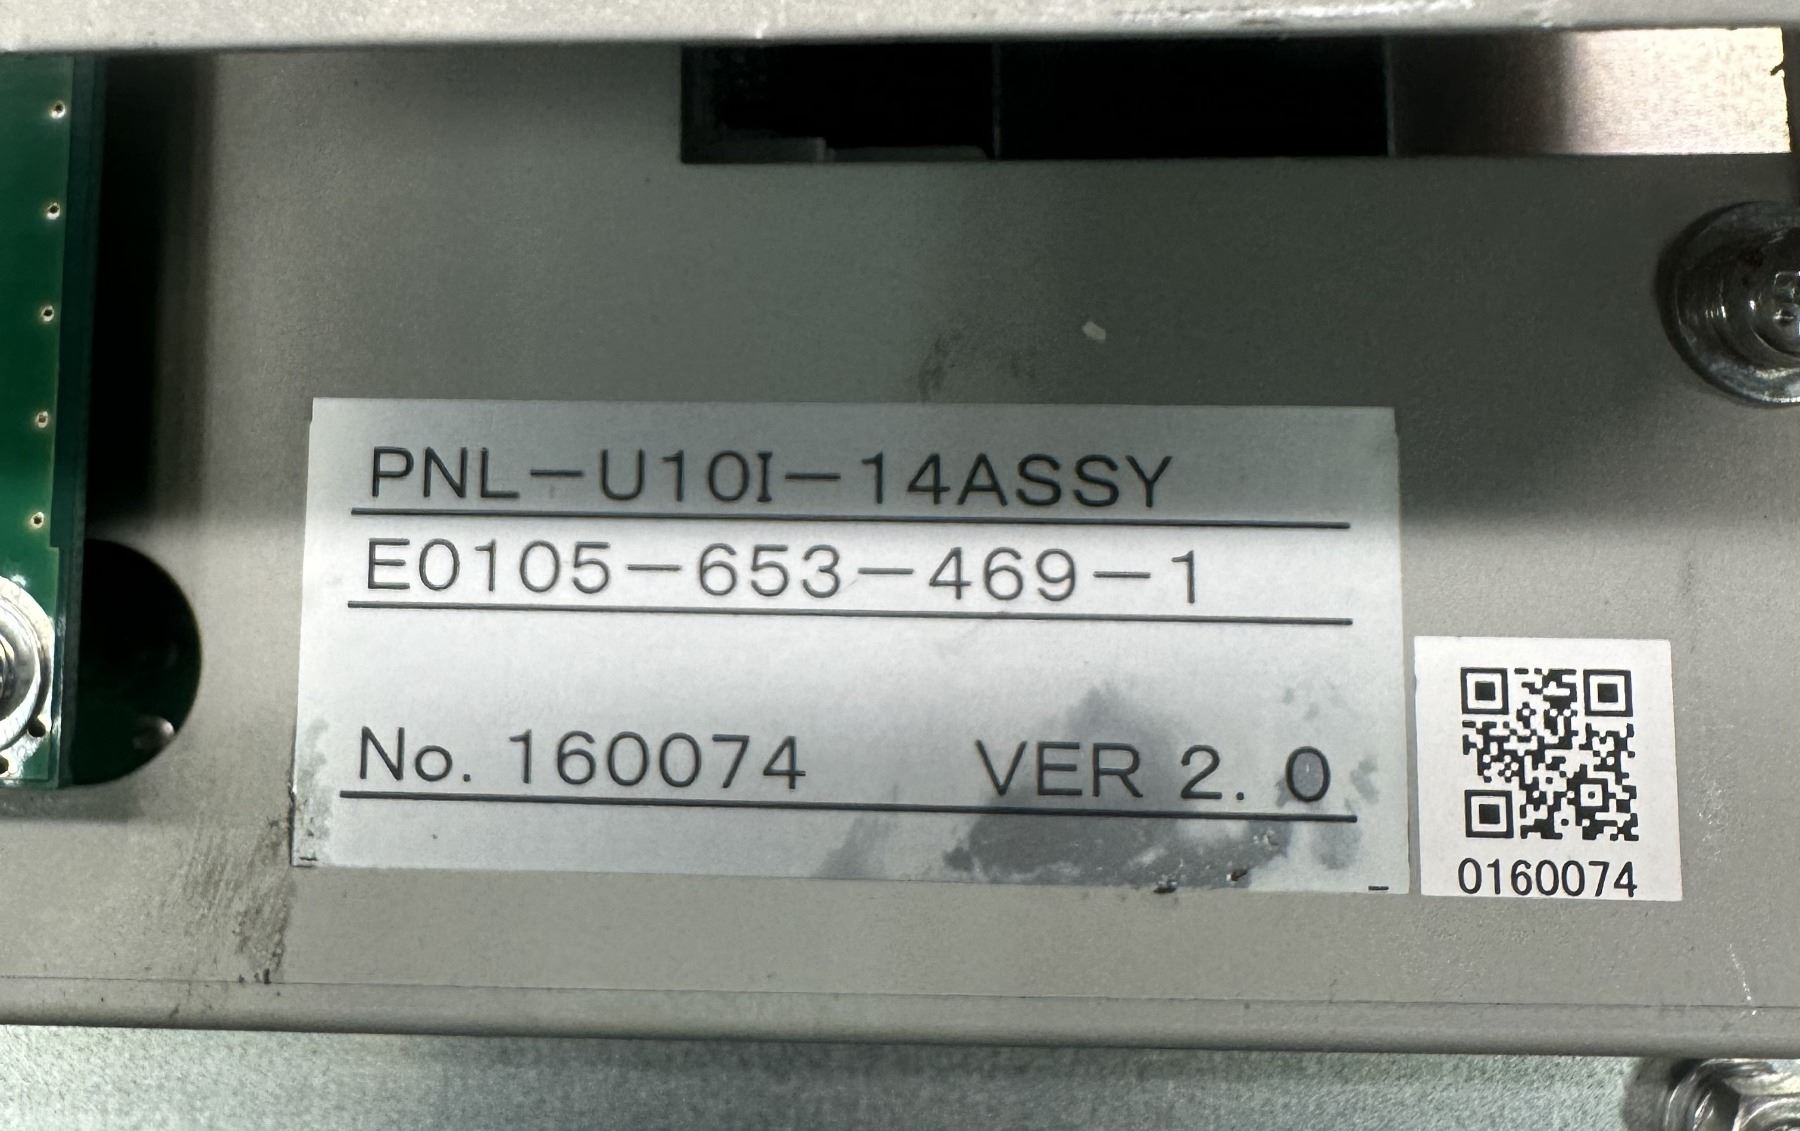 PNL-U10I-14ASSY
E0105-653-469-1
No. 160074 VER 2.0
0160074